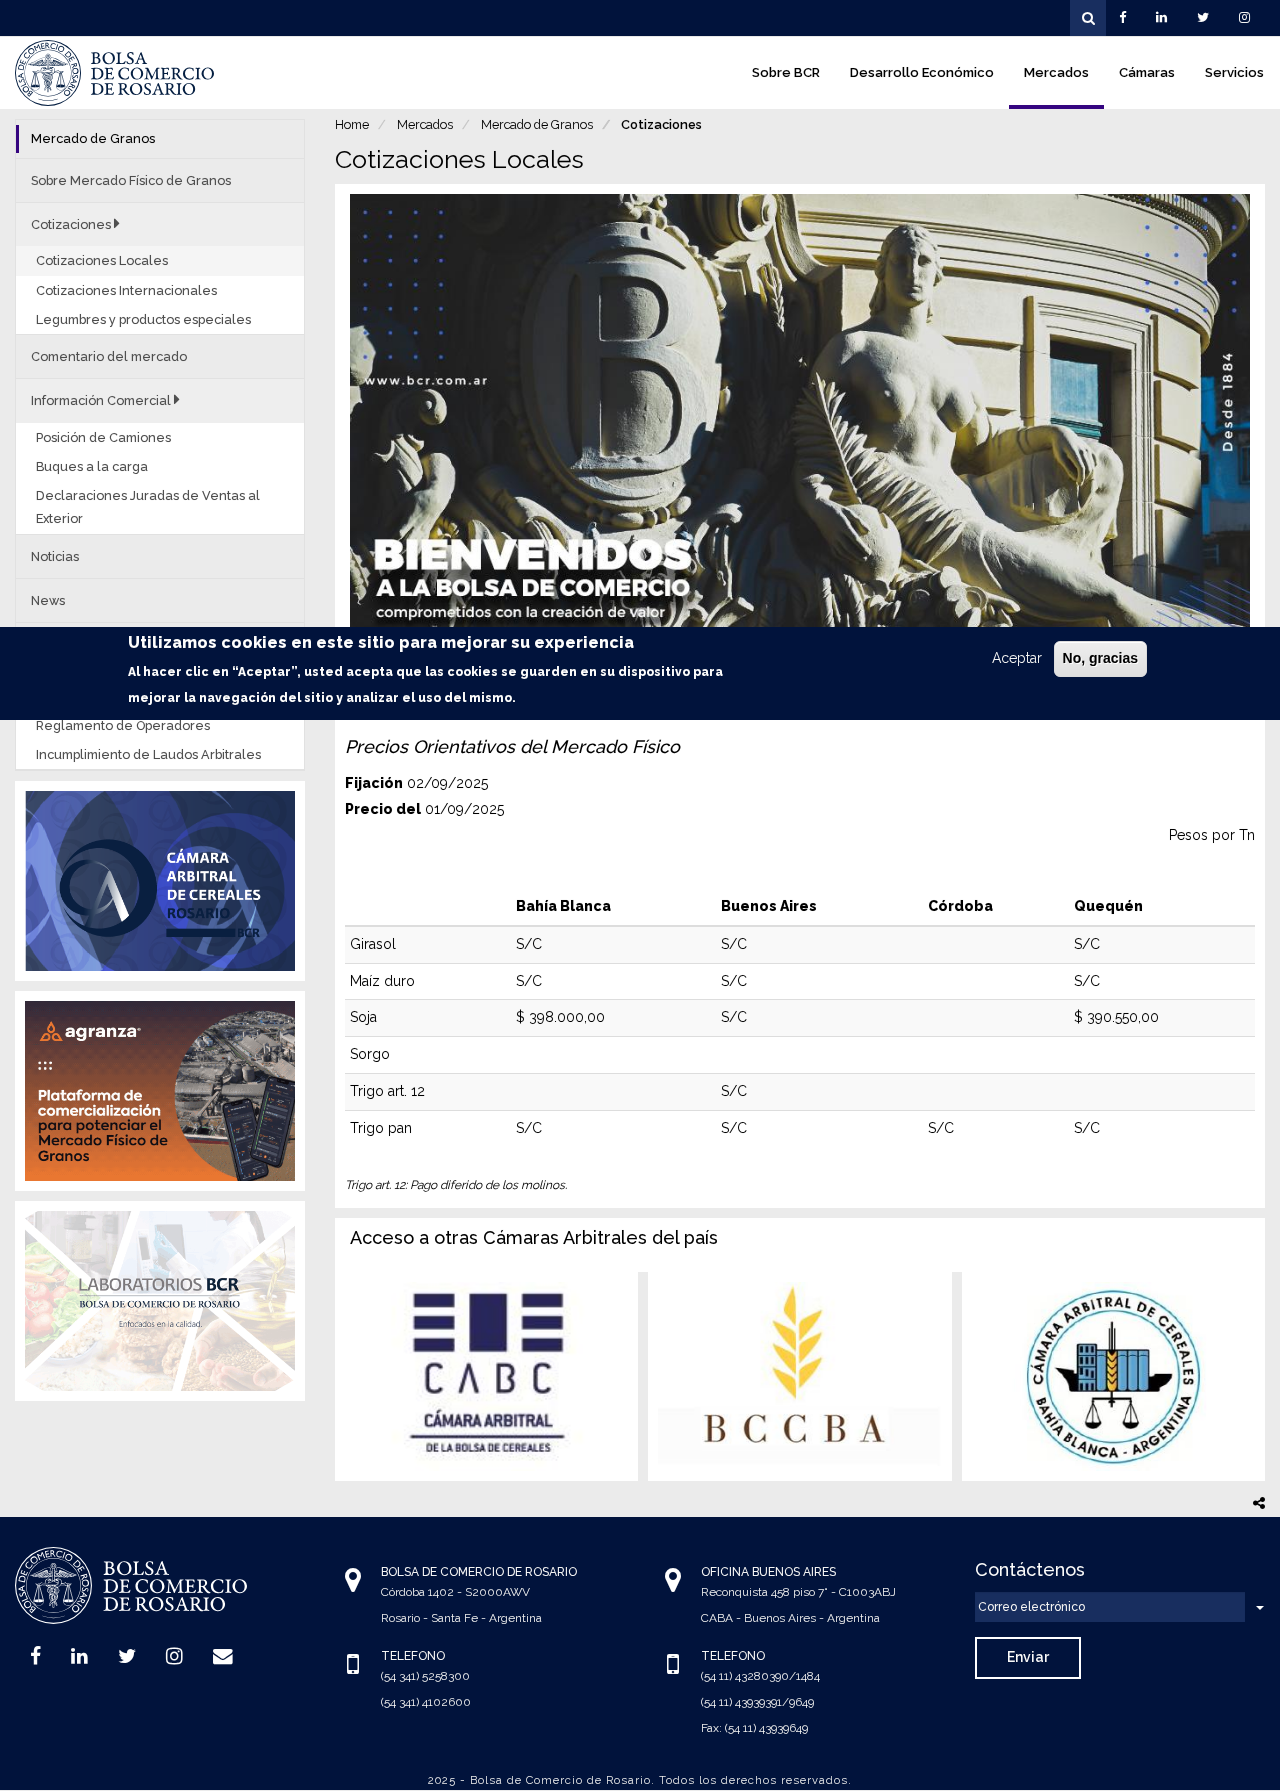 BOLSA
DE COMERCIO
DE ROSARIO
Sobre BCR
Desarrollo Económico
Mercados
Cámaras
Servicios
Mercado de Granos
Sobre Mercado Físico de Granos
Cotizaciones
Cotizaciones Locales
Cotizaciones Internacionales
Legumbres y productos especiales
Comentario del mercado
Información Comercial
Posición de Camiones
Buques a la carga
Declaraciones Juradas de Ventas al
Exterior
Noticias
News
Home / Mercados / Mercado de Granos / Cotizaciones
Cotizaciones Locales
www.bcr.com.ar
Desde 1884
B
BIENVENIDOS
A LA BOLSA DE COMERCIO
comprometidos con la creación de valor
Utilizamos cookies en este sitio para mejorar su experiencia
Al hacer clic en “Aceptar”, usted acepta que las cookies se guarden en su dispositivo para
mejorar la navegación del sitio y analizar el uso del mismo.
Aceptar
No, gracias
Reglamento de Operadores
Incumplimiento de Laudos Arbitrales
CÁMARA
ARBITRAL
DE CEREALES
ROSARIO
BCR
agranza
Plataforma de
comercialización
para potenciar el
Mercado Físico de
Granos
LABORATORIOS BCR
BOLSA DE COMERCIO DE ROSARIO
Enfocados en la calidad.
Precios Orientativos del Mercado Físico
Fijación 02/09/2025
Precio del 01/09/2025
Pesos por Tn
Bahía Blanca Buenos Aires Córdoba Quequén
Girasol S/C S/C S/C
Maíz duro S/C S/C S/C
Soja $ 398.000,00 S/C $ 390.550,00
Sorgo
Trigo art. 12 S/C
Trigo pan S/C S/C S/C S/C
Trigo art. 12: Pago diferido de los molinos.
Acceso a otras Cámaras Arbitrales del país
CABC
CÁMARA ARBITRAL
DE LA BOLSA DE CEREALES
BCCBA
CÁMARA ARBITRAL DE CEREALES
BAHÍA BLANCA - ARGENTINA
BOLSA
DE COMERCIO
DE ROSARIO
BOLSA DE COMERCIO DE ROSARIO
Córdoba 1402 - S2000AWV
Rosario - Santa Fe - Argentina
TELEFONO
(54 341) 5258300
(54 341) 4102600
OFICINA BUENOS AIRES
Reconquista 458 piso 7° - C1003ABJ
CABA - Buenos Aires - Argentina
TELEFONO
(54 11) 43280390/1484
(54 11) 43939391/9649
Fax: (54 11) 43939649
Contáctenos
Correo electrónico
Enviar
2025 - Bolsa de Comercio de Rosario. Todos los derechos reservados.